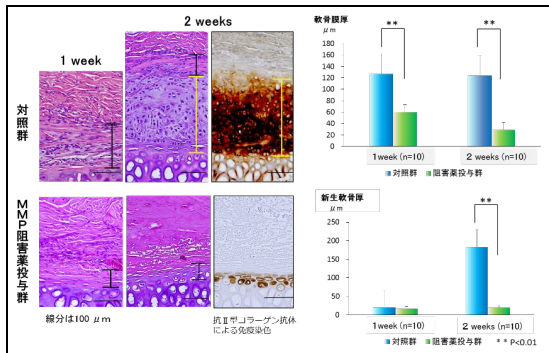 2 weeks
1 week
対照群
MMP阻害薬投与群
線分は100 μm
抗Ⅱ型コラーゲン抗体
による免疫染色
軟骨膜厚
μm
**
**
180
160
140
120
100
80
60
40
20
0
1week (n=10)
2 weeks (n=10)
対照群
阻害薬投与群
新生軟骨厚
μm
**
250
200
150
100
50
0
1week (n=10)
2 weeks (n=10)
対照群
阻害薬投与群
** P<0.01